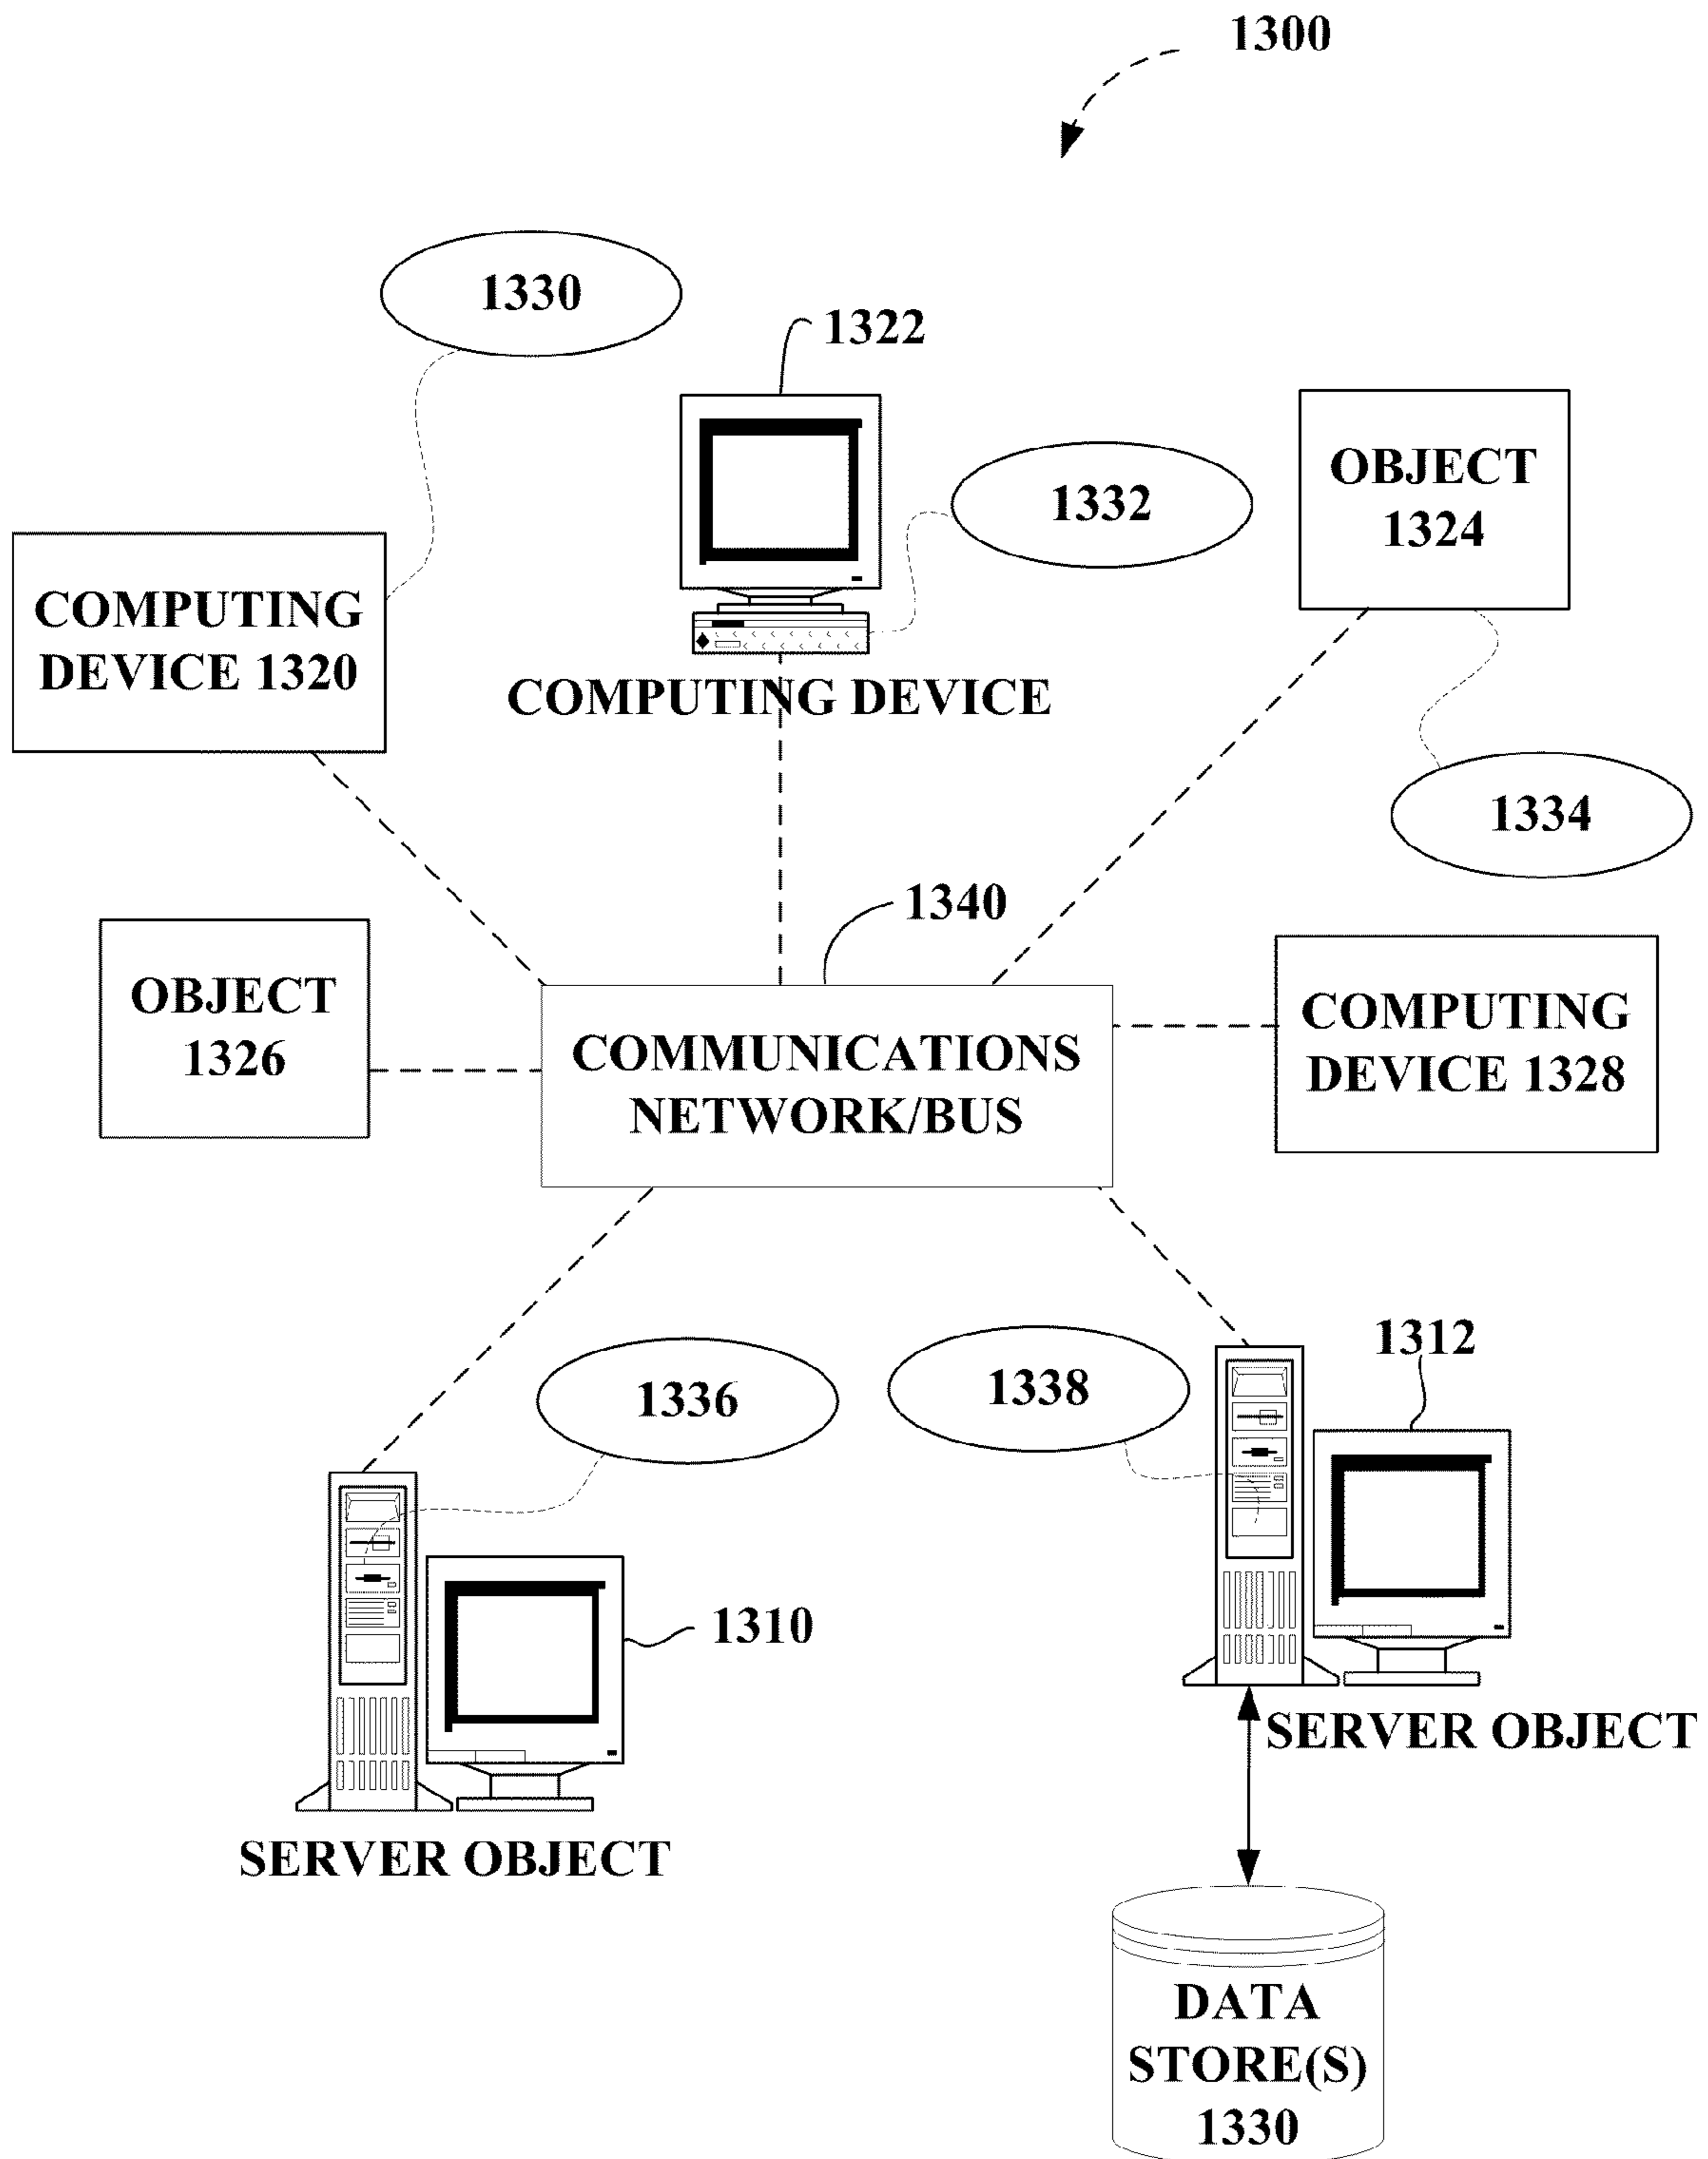 1300
1330
1322
1332
OBJECT
1324
COMPUTING
DEVICE 1320
COMPUTING DEVICE
1334
1340
OBJECT
1326
COMMUNICATIONS
NETWORK/BUS
COMPUTING
DEVICE 1328
1336
1338
1312
1310
SERVER OBJECT
SERVER OBJECT
DATA
STORE(S)
1330